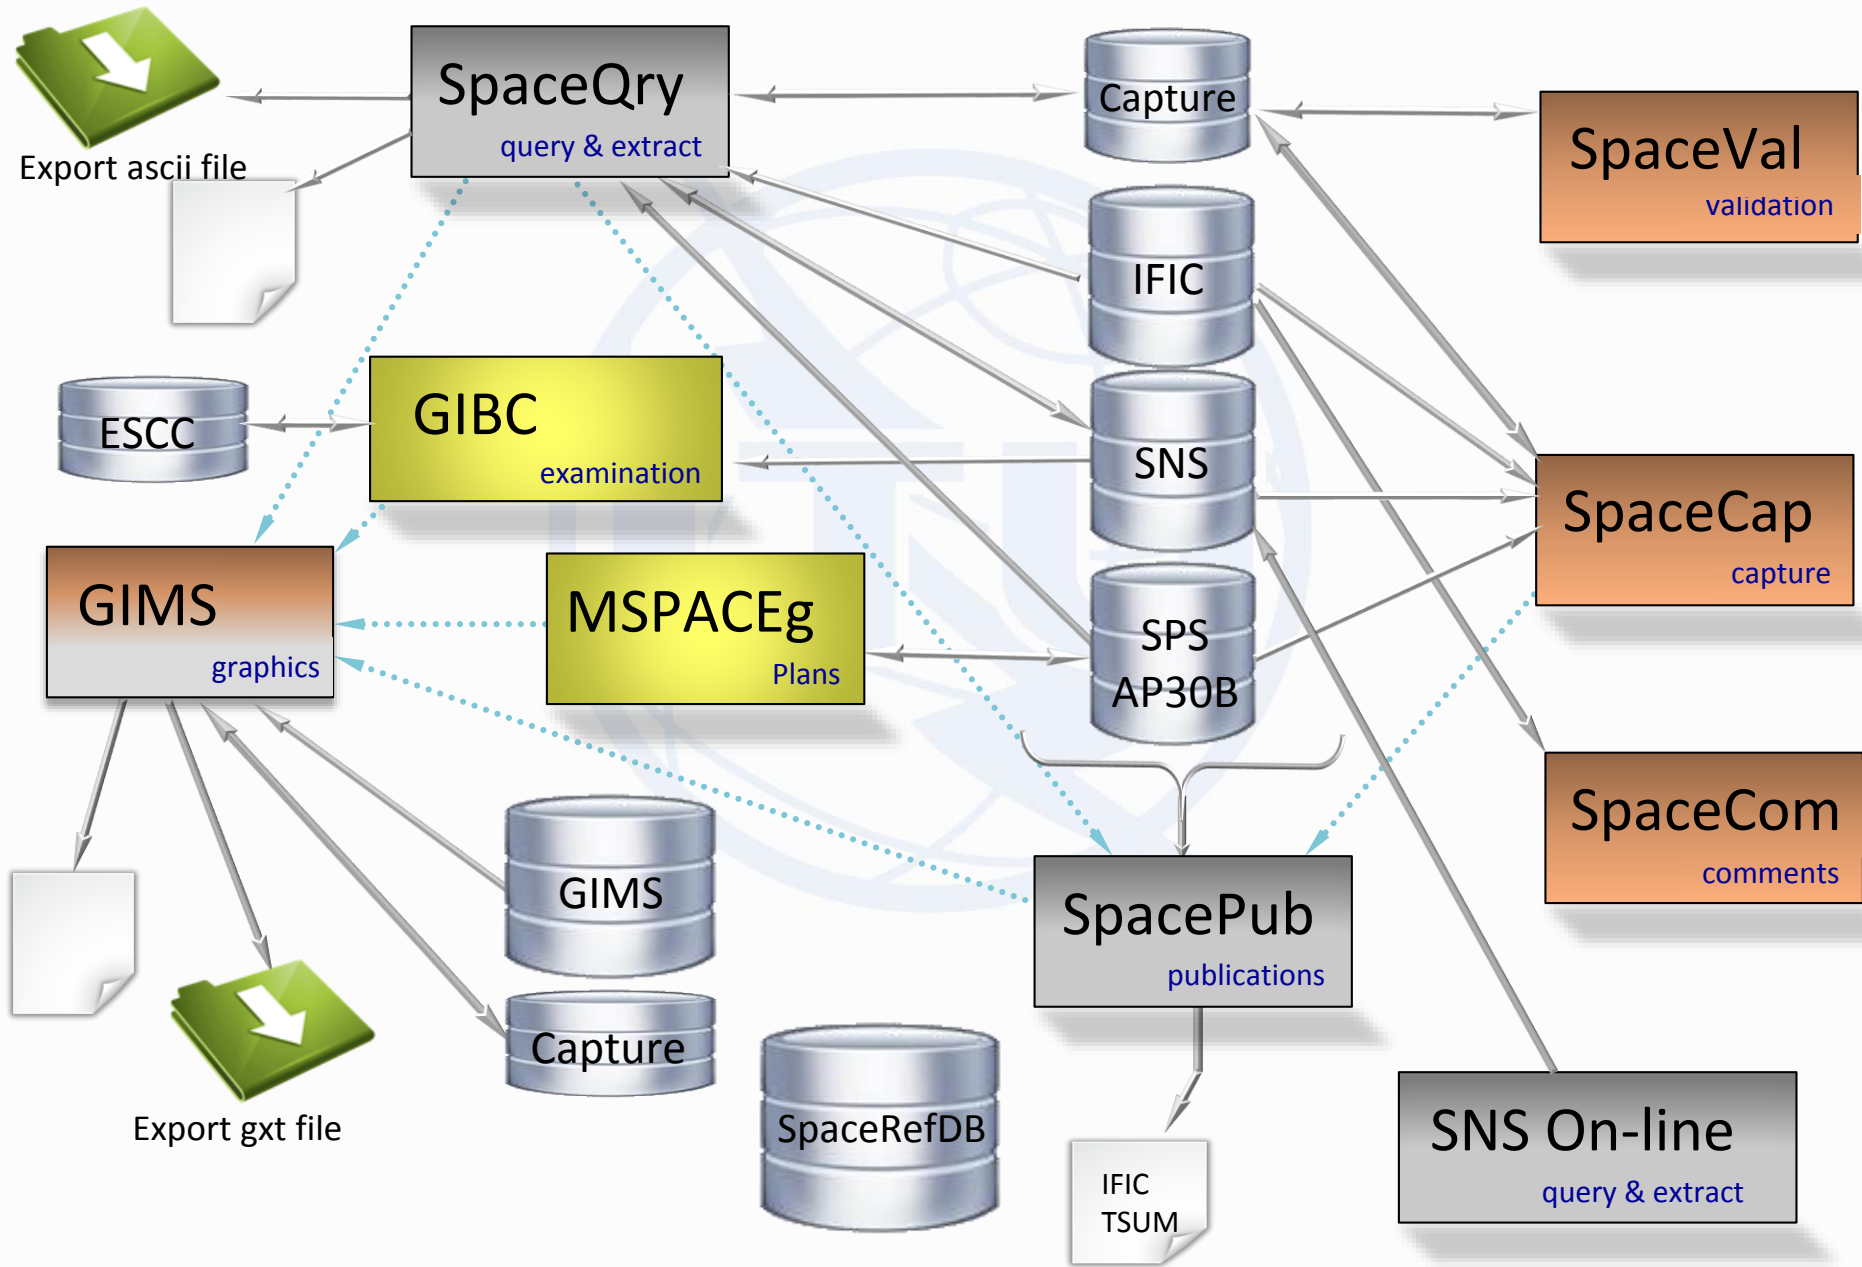 SpaceQry
query & extract
Capture
Export ascii file
SpaceVal
validation
IFIC
GIBC
examination
ESCC
SNS
SpaceCap
capture
GIMS
graphics
MSPACEg
Plans
SPS
AP30B
SpaceCom
comments
GIMS
SpacePub
publications
Capture
Export gxt file
SpaceRefDB
SNS On-line
query & extract
IFIC
TSUM
ITU